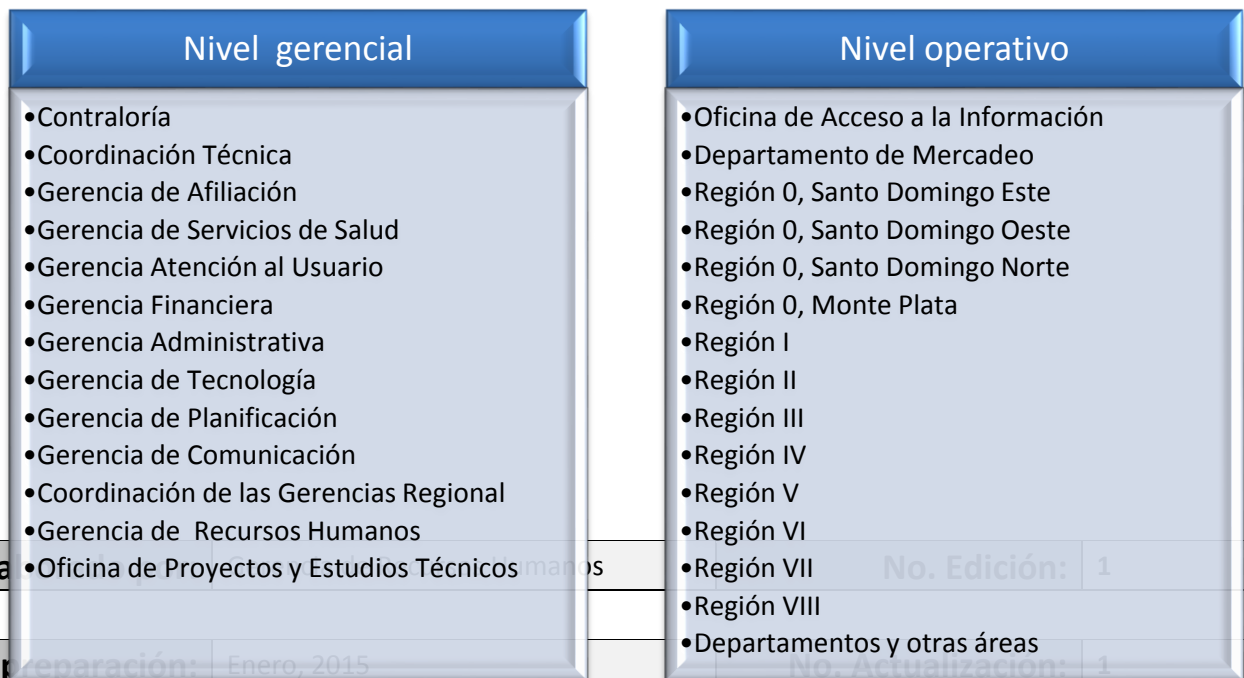 Nivel  gerencial
•Contraloría
•Coordinación Técnica
•Gerencia de Afiliación
•Gerencia de Servicios de Salud
•Gerencia Atención al Usuario
•Gerencia Financiera
•Gerencia Administrativa
•Gerencia de Tecnología
•Gerencia de Planificación
•Gerencia de Comunicación
•Coordinación de las Gerencias Regional
•Gerencia de  Recursos Humanos
•Oficina de Proyectos y Estudios Técnicos
Nivel operativo
•Oficina de Acceso a la Información
•Departamento de Mercadeo
•Región 0, Santo Domingo Este
•Región 0, Santo Domingo Oeste
•Región 0, Santo Domingo Norte
•Región 0, Monte Plata
•Región I
•Región II
•Región III
•Región IV
•Región V
•Región VI
•Región VII
•Región VIII
•Departamentos y otras áreas
Humanos No. Edición: 1
preparación: Enero, 2015 No. Actualización: 1